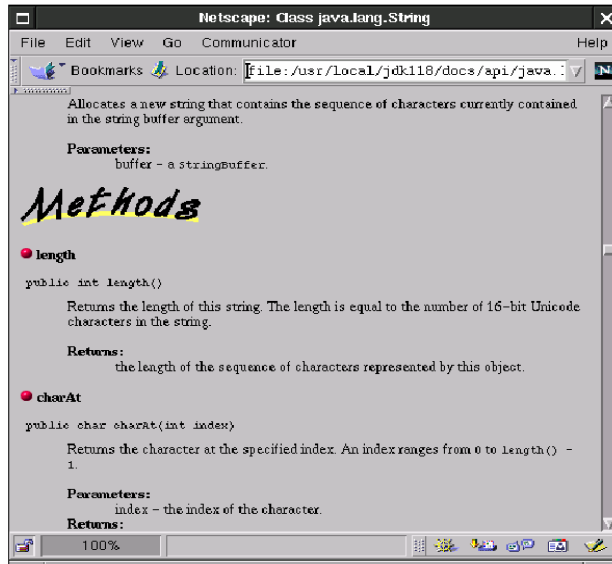 Netscape: Class java.lang.String
File Edit View Go Communicator Help
Bookmarks Location: file:/usr/local/jdk118/docs/api/java.
Allocates a new string that contains the sequence of characters currently contained
in the string buffer argument.
Parameters:
buffer - a StringBuffer.
Methods
length
public int length()
Returns the length of this string. The length is equal to the number of 16-bit Unicode
characters in the string.
Returns:
the length of the sequence of characters represented by this object.
charAt
public char charAt(int index)
Returns the character at the specified index. An index ranges from 0 to length() -
1.
Parameters:
index - the index of the character.
Returns:
100%